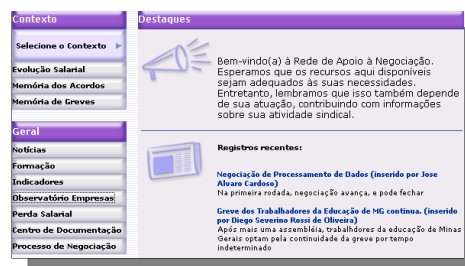 Contexto
Selecione o Contexto
Evolução Salarial
Memória dos Acordos
Memória de Greves
Geral
Notícias
Formação
Indicadores
Observatório Empresas
Perda Salarial
Centro de Documentação
Processo de Negociação
Destaques
Bem-vindo(a) à Rede de Apoio à Negociação.
Esperamos que os recursos aqui disponíveis
sejam adequados às suas necessidades.
Entretanto, lembramos que isso também depende
de sua atuação, contribuindo com informações
sobre sua atividade sindical.
Registros recentes:
Negociação de Processamento de Dados (inserido por Jose
Alvaro Cardoso)
Na primeira rodada, negociação avança, e pode fechar
Greve dos Trabalhadores da Educação de MG continua. (inserido
por Diego Severino Rossi de Oliveira)
Após mais uma assembléia, trabalhdores da educação de Minas
Gerais optam pela continuidade da greve por tempo
indeterminado